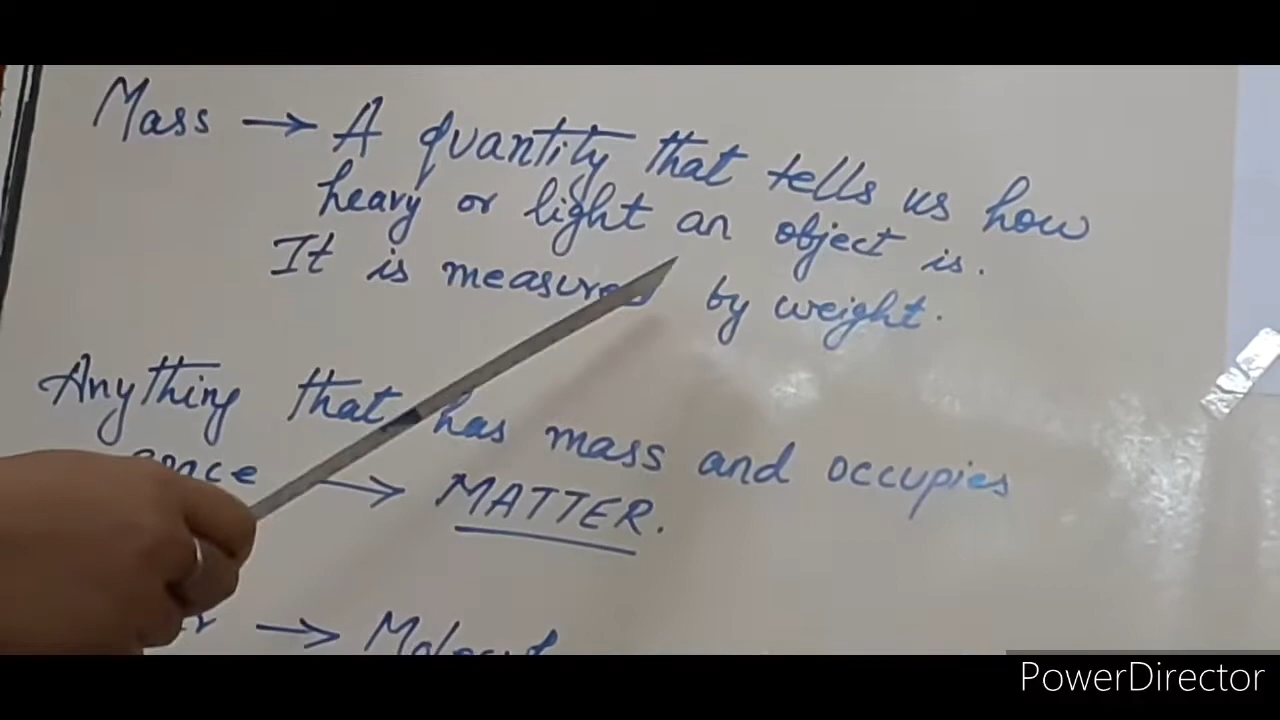 Mass → A quantity that tells us how
heavy or light an object is.
It is measured by weight.
Anything that has mass and occupies
space → MATTER.
→
PowerDirector